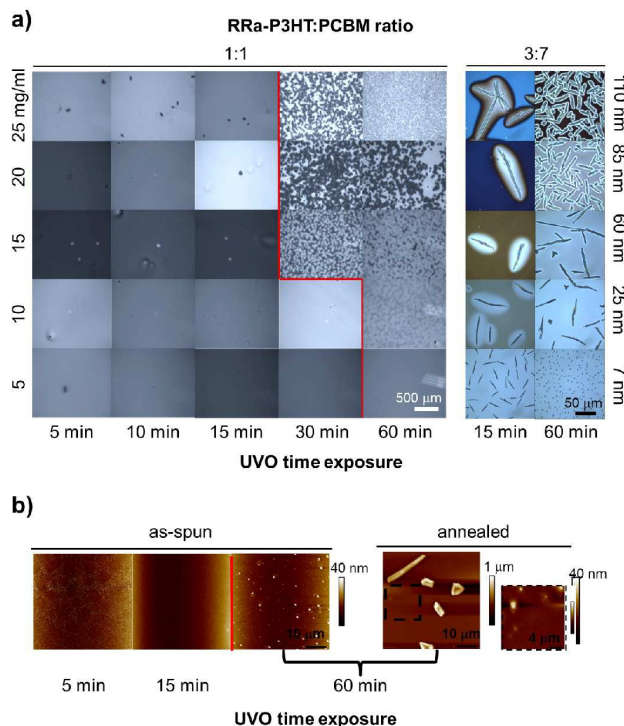 a)
RRa-P3HT:PCBM ratio
1:1
3:7
25 mg/ml
20
15
10
5
110 nm
85 nm
60 nm
25 nm
7 nm
500 μm
50 μm
5 min
10 min
15 min
30 min
60 min
15 min
60 min
UVO time exposure
b)
as-spun
annealed
40 nm
1 μm
40 nm
10 μm
10 μm
4 μm
5 min
15 min
60 min
UVO time exposure